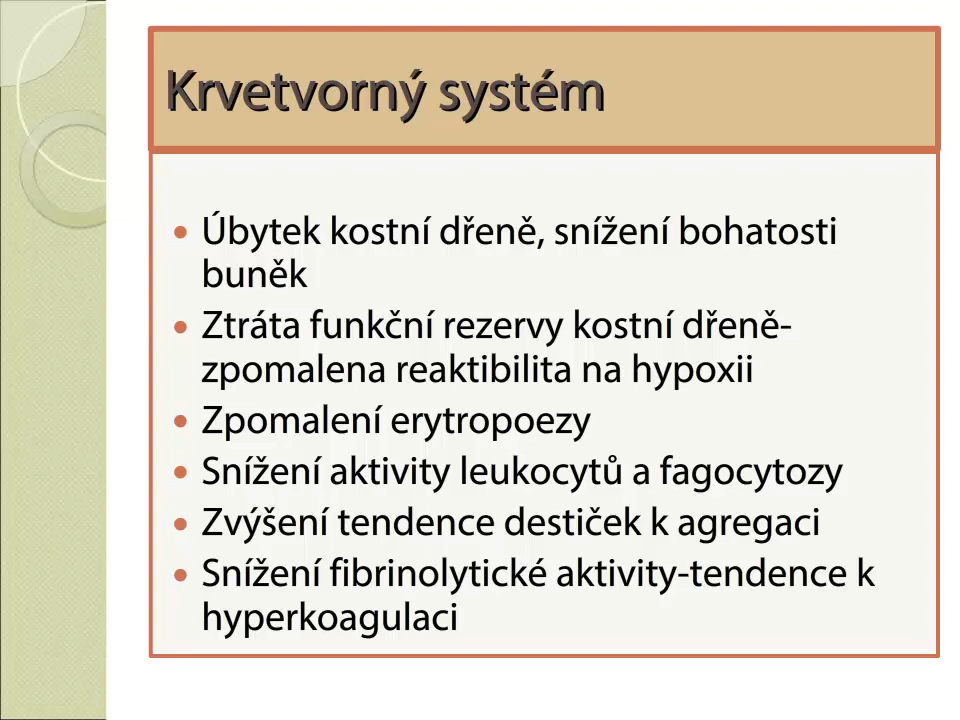 Krvetvorný systém
Úbytek kostní dřeně, snížení bohatosti
buněk
Ztráta funkční rezervy kostní dřeně-
zpomalena reaktibilita na hypoxii
Zpomalení erytropoezy
Snížení aktivity leukocytů a fagocytozy
Zvýšení tendence destiček k agregaci
Snížení fibrinolytické aktivity-tendence k
hyperkoagulaci